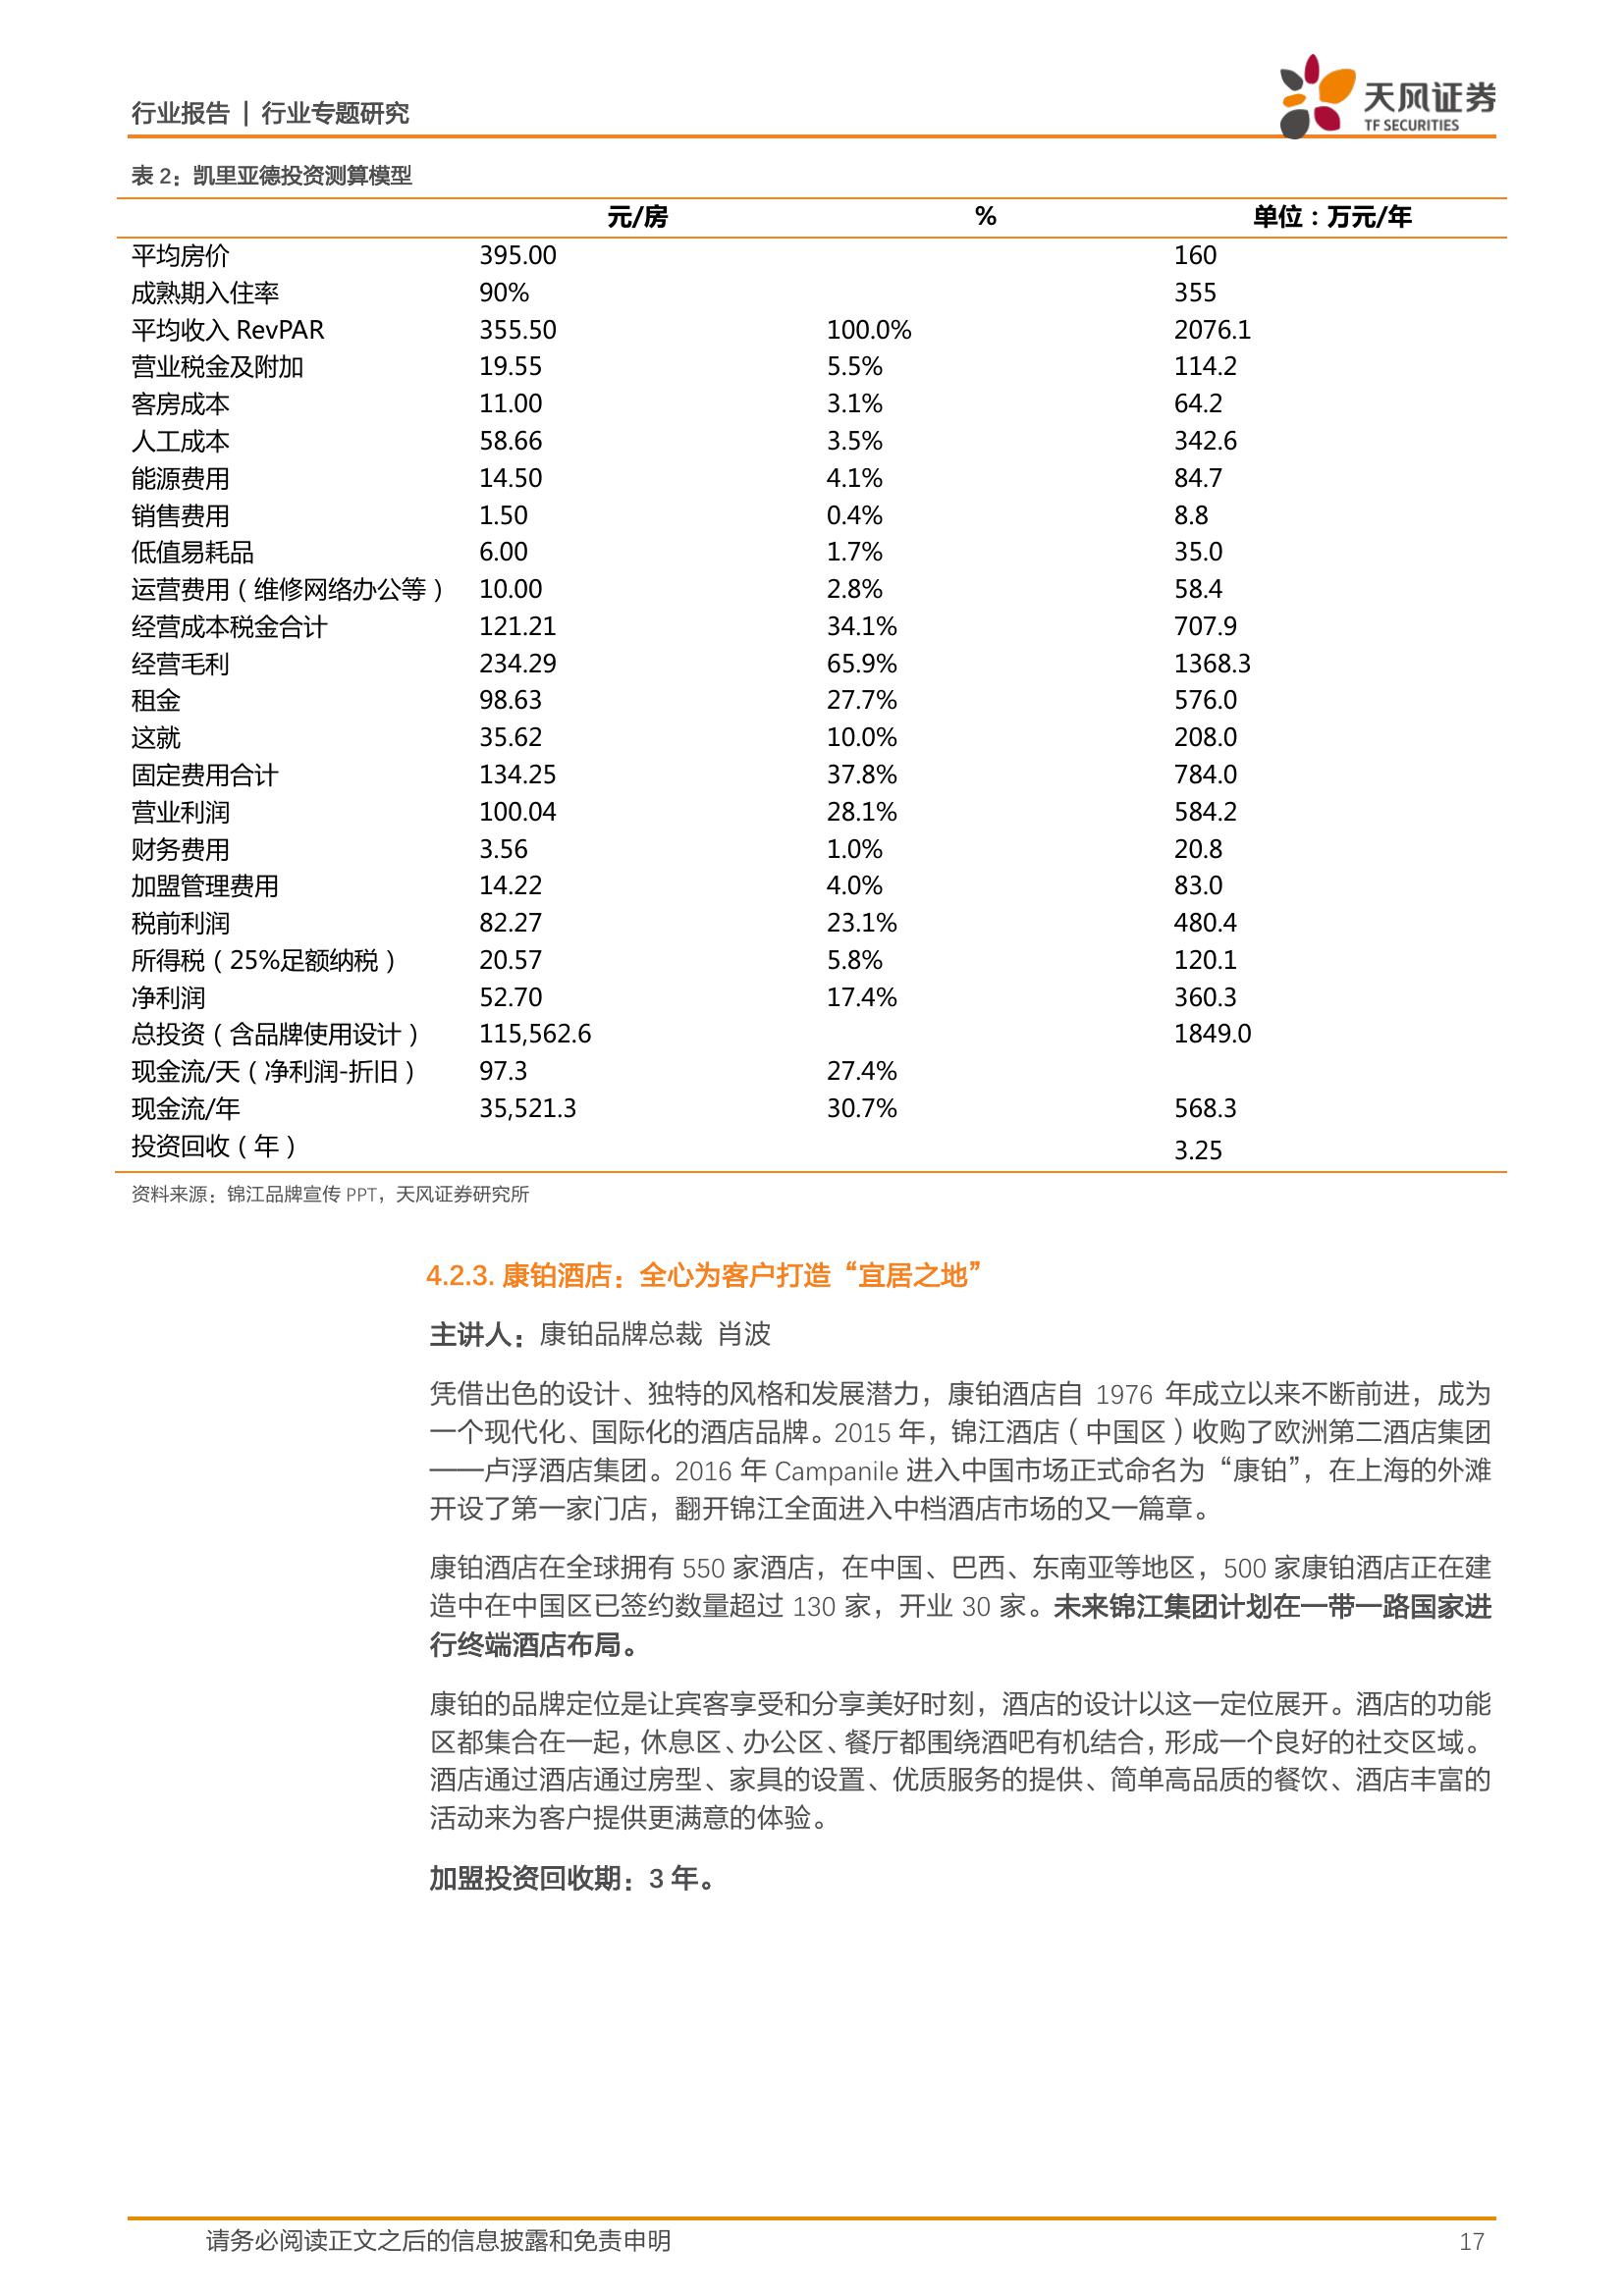 行业报告 | 行业专题研究
天风证券
TF SECURITIES
表 2：凯里亚德投资测算模型
元/房 % 单位：万元/年
平均房价 395.00 160
成熟期入住率 90% 355
平均收入 RevPAR 355.50 100.0% 2076.1
营业税金及附加 19.55 5.5% 114.2
客房成本 11.00 3.1% 64.2
人工成本 58.66 3.5% 342.6
能源费用 14.50 4.1% 84.7
销售费用 1.50 0.4% 8.8
低值易耗品 6.00 1.7% 35.0
运营费用（维修网络办公等） 10.00 2.8% 58.4
经营成本税金合计 121.21 34.1% 707.9
经营毛利 234.29 65.9% 1368.3
租金 98.63 27.7% 576.0
这就 35.62 10.0% 208.0
固定费用合计 134.25 37.8% 784.0
营业利润 100.04 28.1% 584.2
财务费用 3.56 1.0% 20.8
加盟管理费用 14.22 4.0% 83.0
税前利润 82.27 23.1% 480.4
所得税（25%足额纳税） 20.57 5.8% 120.1
净利润 52.70 17.4% 360.3
总投资（含品牌使用设计） 115,562.6 1849.0
现金流/天（净利润-折旧） 97.3 27.4%
现金流/年 35,521.3 30.7% 568.3
投资回收（年） 3.25
资料来源：锦江品牌宣传 PPT，天风证券研究所
4.2.3. 康铂酒店：全心为客户打造“宜居之地”
主讲人：康铂品牌总裁 肖波
凭借出色的设计、独特的风格和发展潜力，康铂酒店自 1976 年成立以来不断前进，成为
一个现代化、国际化的酒店品牌。2015 年，锦江酒店（中国区）收购了欧洲第二酒店集团
——卢浮酒店集团。2016 年 Campanile 进入中国市场正式命名为“康铂”，在上海的外滩
开设了第一家门店，翻开锦江全面进入中档酒店市场的又一篇章。
康铂酒店在全球拥有 550 家酒店，在中国、巴西、东南亚等地区，500 家康铂酒店正在建
造中在中国区已签约数量超过 130 家，开业 30 家。未来锦江集团计划在一带一路国家进
行终端酒店布局。
康铂的品牌定位是让宾客享受和分享美好时刻，酒店的设计以这一定位展开。酒店的功能
区都集合在一起，休息区、办公区、餐厅都围绕酒吧有机结合，形成一个良好的社交区域。
酒店通过酒店通过房型、家具的设置、优质服务的提供、简单高品质的餐饮、酒店丰富的
活动来为客户提供更满意的体验。
加盟投资回收期：3 年。
请务必阅读正文之后的信息披露和免责申明 17